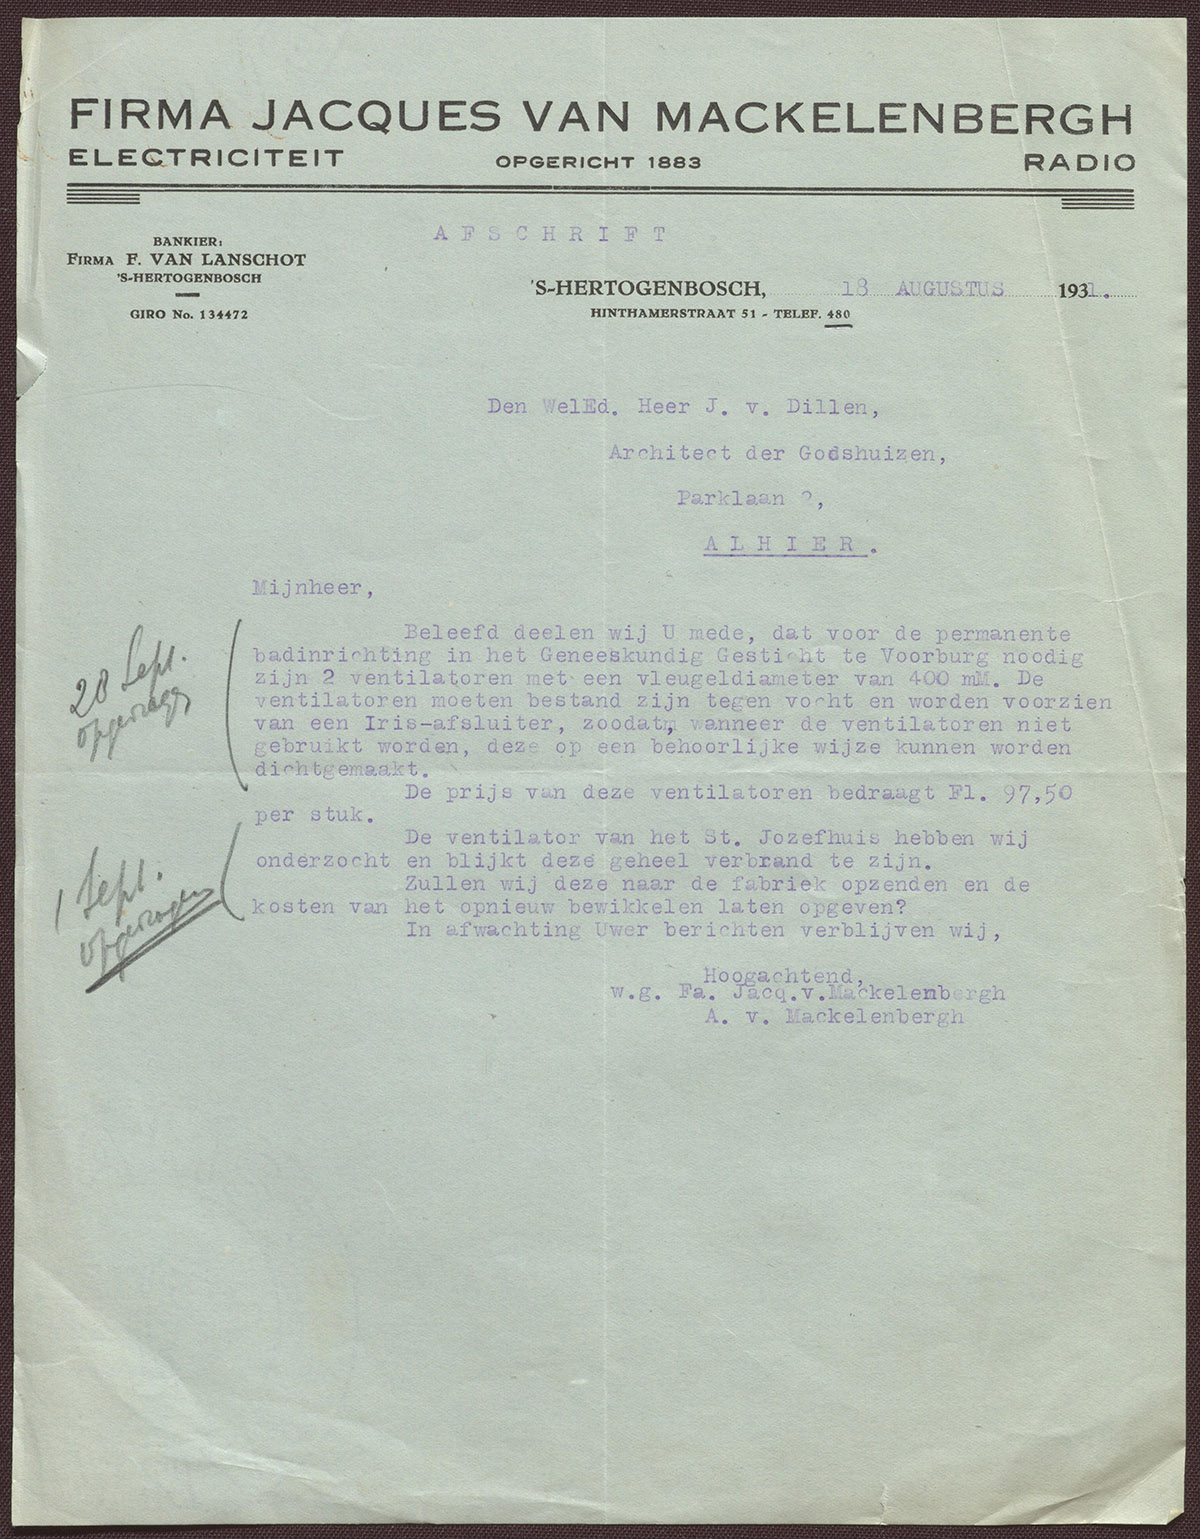 FIRMA JACQUES VAN MACKELENBERGH
ELECTRICITEIT OPGERICHT 1883 RADIO
AFSCHRIFT
BANKIER:
FIRMA F. VAN LANSCHOT
'S-HERTOGENBOSCH
GIRO No. 134472
'S-HERTOGENBOSCH, 18 AUGUSTUS 1931.
HINTHAMERSTRAAT 51 - TELEF. 480
Den WelEd. Heer J. v. Dillen,
Architect der Godshuizen,
Parklaan 2,
ALHIER.
Mijnheer,
Beleefd deelen wij U mede, dat voor de permanente
badinrichting in het Geneeskundig Gesticht te Voorburg noodig
zijn 2 ventilatoren met een vleugeldiameter van 400 mM. De
ventilatoren moeten bestand zijn tegen vocht en worden voorzien
van een Iris-afsluiter, zoodat, wanneer de ventilatoren niet
gebruikt worden, deze op een behoorlijke wijze kunnen worden
dichtgemaakt.
De prijs van deze ventilatoren bedraagt Fl. 97,50
per stuk.
De ventilator van het St. Jozefhuis hebben wij
onderzocht en blijkt deze geheel verbrand te zijn.
Zullen wij deze naar de fabriek opzenden en de
kosten van het opnieuw bewikkelen laten opgeven?
In afwachting Uwer berichten verblijven wij,
Hoogachtend,
w.g. Fa. Jacq.v.Mackelenbergh
A. v. Mackelenbergh
28 Sept.
opgevraagd
1 Sept.